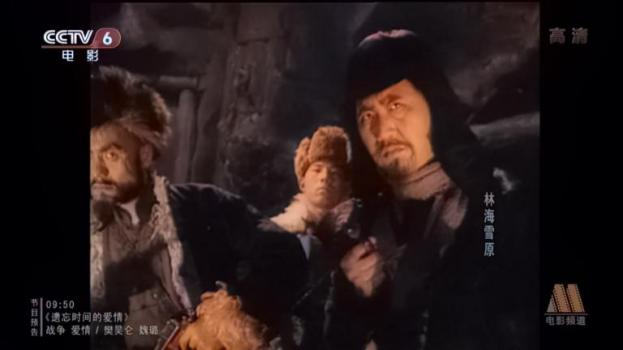 CCTV 6
电影
高清
林海雪原
节目预告
09:50
《遗忘时间的爱情》
战争 爱情 / 樊昊仑 魏璐
电影频道